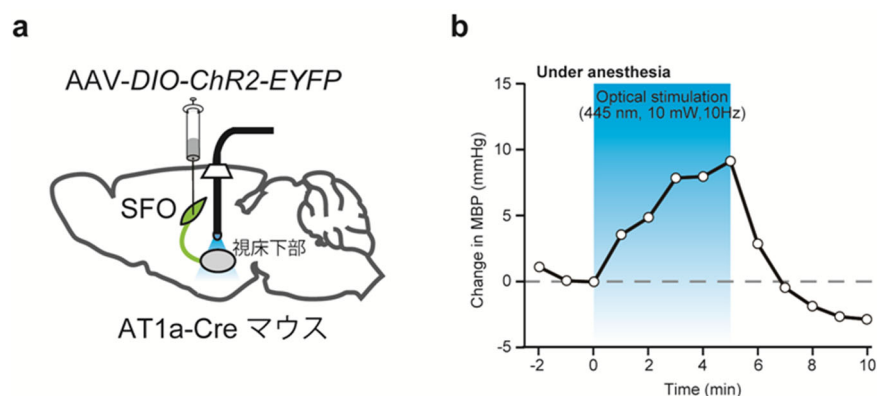 a
AAV-DIO-ChR2-EYFP
SFO
視床下部
AT1a-Cre マウス
b
Under anesthesia
Optical stimulation
(445 nm, 10 mW,10Hz)
Change in MBP (mmHg)
15
10
5
0
-5
-2
0
2
4
6
8
10
Time (min)